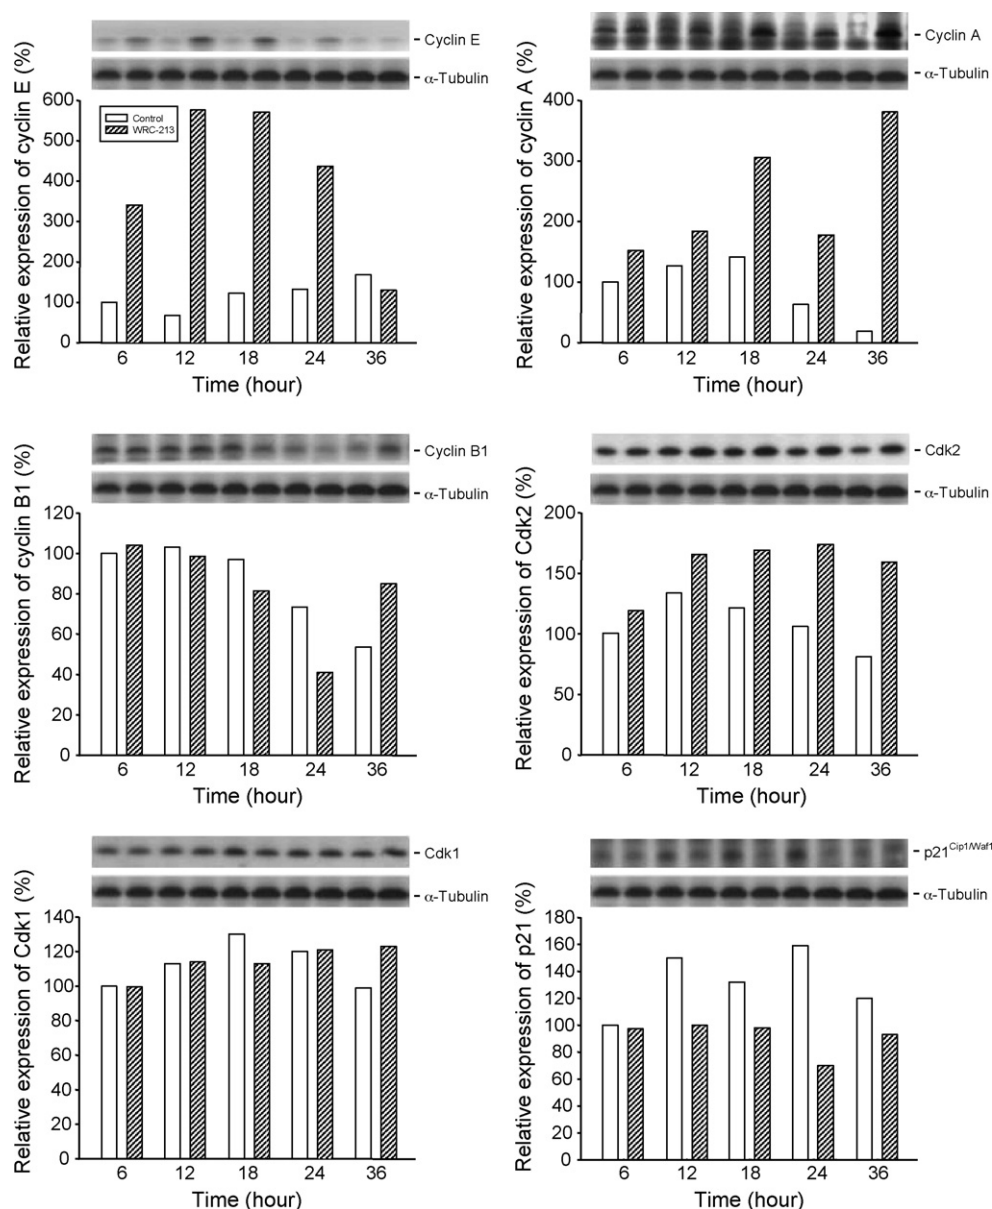 Cyclin E
α-Tubulin
Relative expression of cyclin E (%)
600
500
400
300
200
100
0
Control
WRC-213
6 12 18 24 36
Time (hour)
Cyclin A
α-Tubulin
Relative expression of cyclin A (%)
400
300
200
100
0
6 12 18 24 36
Time (hour)
Cyclin B1
α-Tubulin
Relative expression of cyclin B1 (%)
120
100
80
60
40
20
0
6 12 18 24 36
Time (hour)
Cdk2
α-Tubulin
Relative expression of Cdk2 (%)
200
150
100
50
0
6 12 18 24 36
Time (hour)
Cdk1
α-Tubulin
Relative expression of Cdk1 (%)
140
120
100
80
60
40
20
0
6 12 18 24 36
Time (hour)
p21Cip1/Waf1
α-Tubulin
Relative expression of p21 (%)
180
160
140
120
100
80
60
40
20
0
6 12 18 24 36
Time (hour)